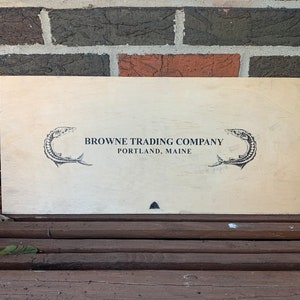 BROWNE TRADING COMPANY
PORTLAND, MAINE